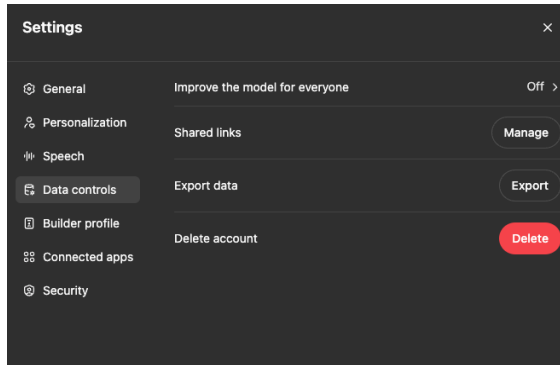 Settings
General
Personalization
Speech
Data controls
Builder profile
Connected apps
Security
Improve the model for everyone Off
Shared links Manage
Export data Export
Delete account Delete